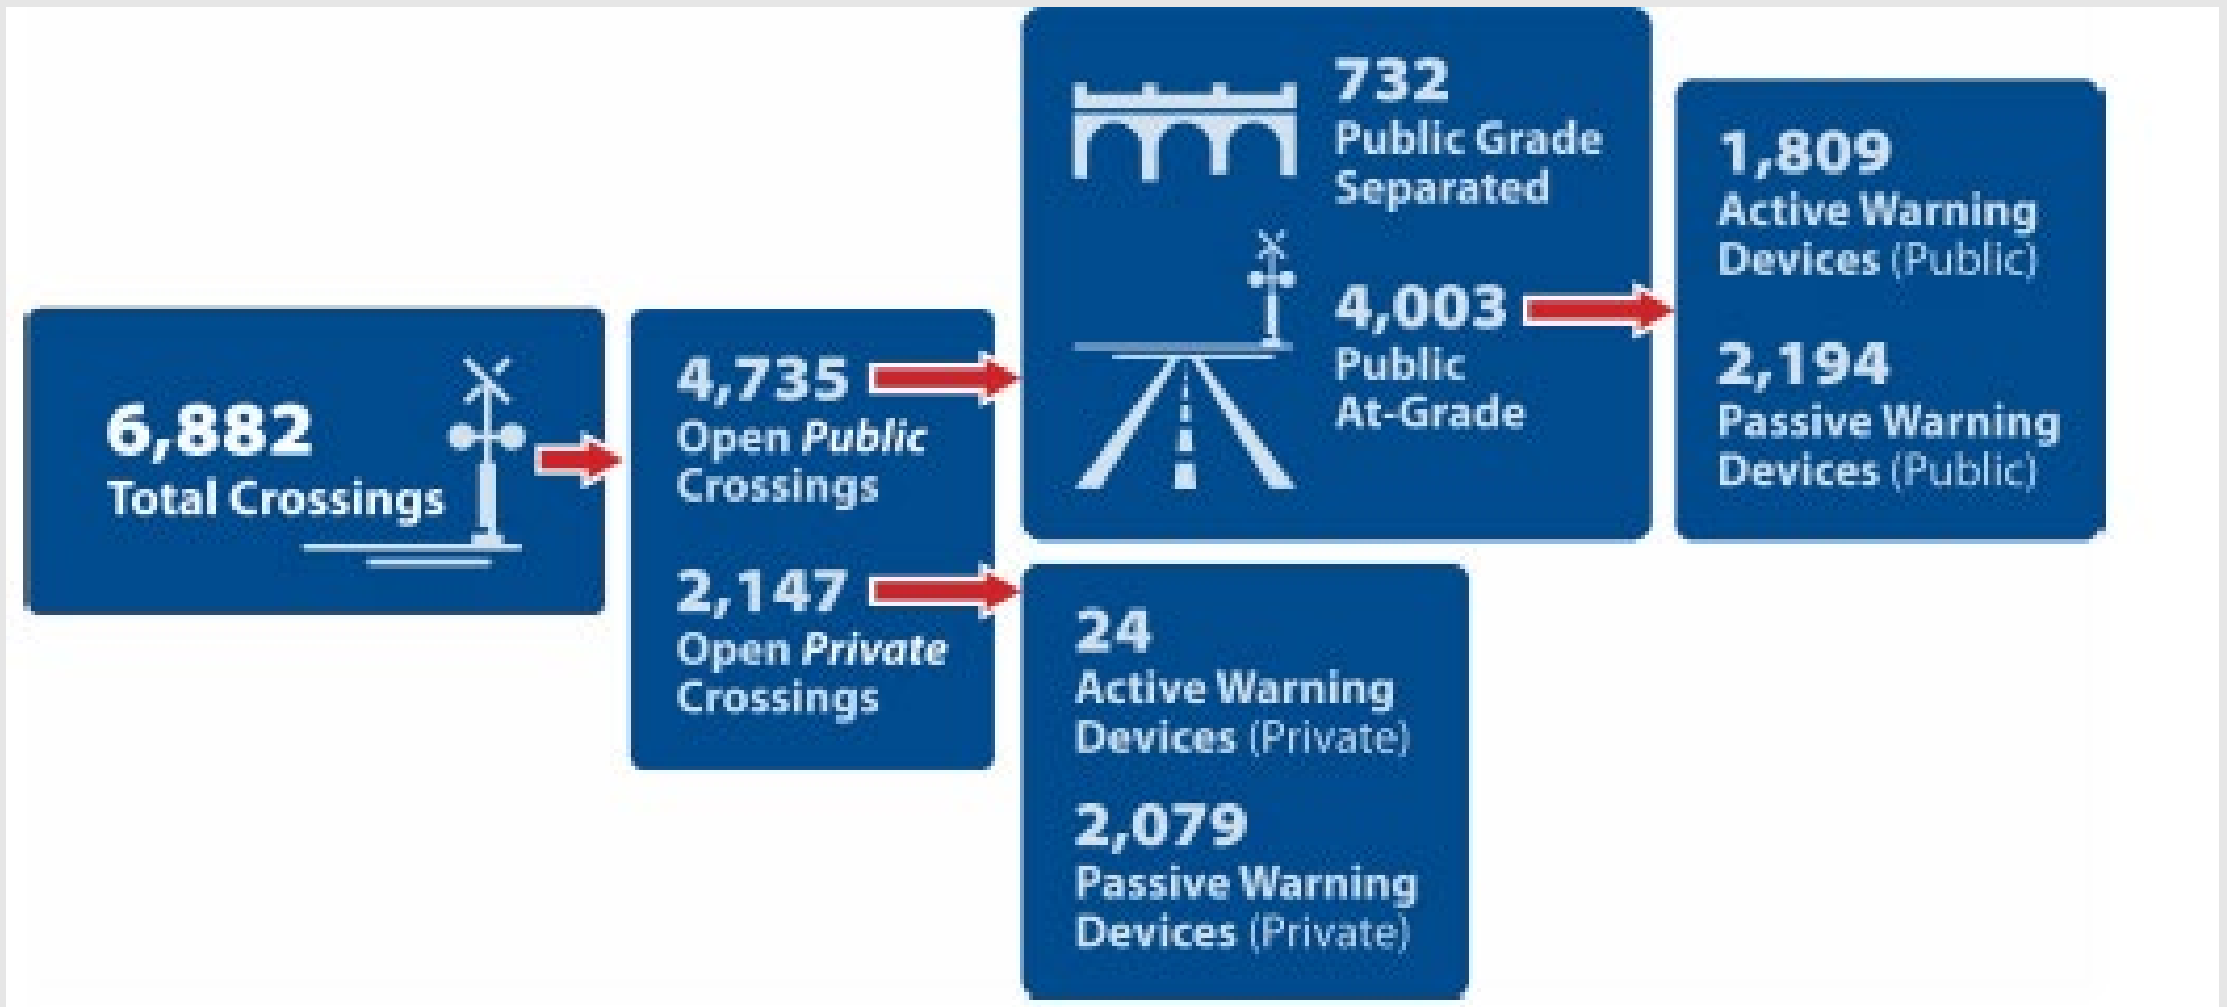 6,882
Total Crossings
4,735
Open Public
Crossings
2,147
Open Private
Crossings
732
Public Grade
Separated
4,003
Public
At-Grade
1,809
Active Warning
Devices (Public)
2,194
Passive Warning
Devices (Public)
24
Active Warning
Devices (Private)
2,079
Passive Warning
Devices (Private)